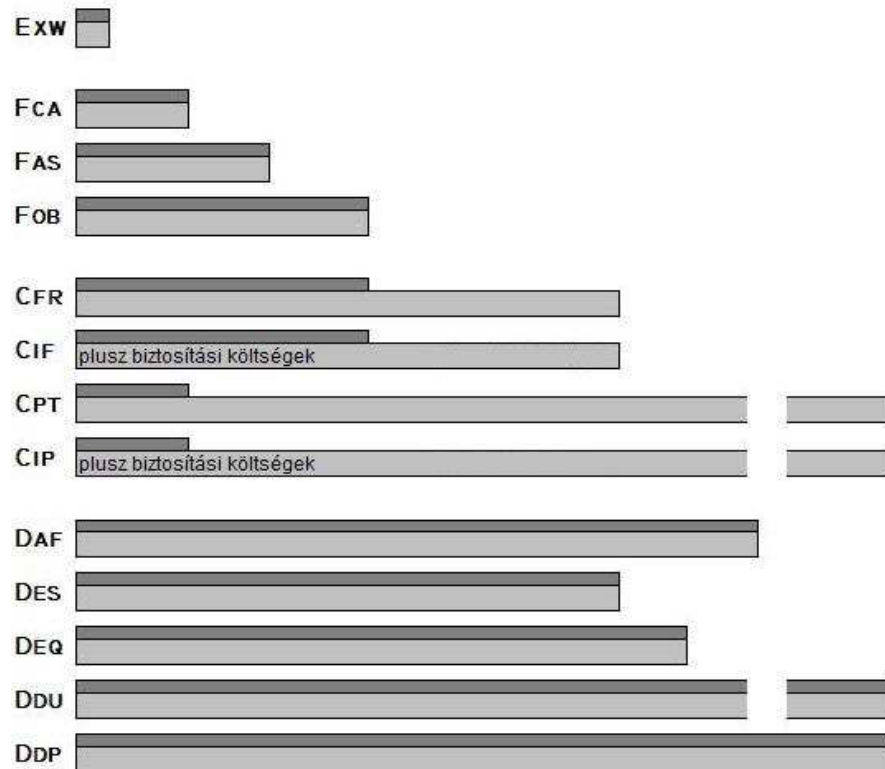 EXW
FCA
FAS
FOB
CFR
CIF
plusz biztosítási költségek
CPT
CIP
plusz biztosítási költségek
DAF
DES
DEQ
DDU
DDP